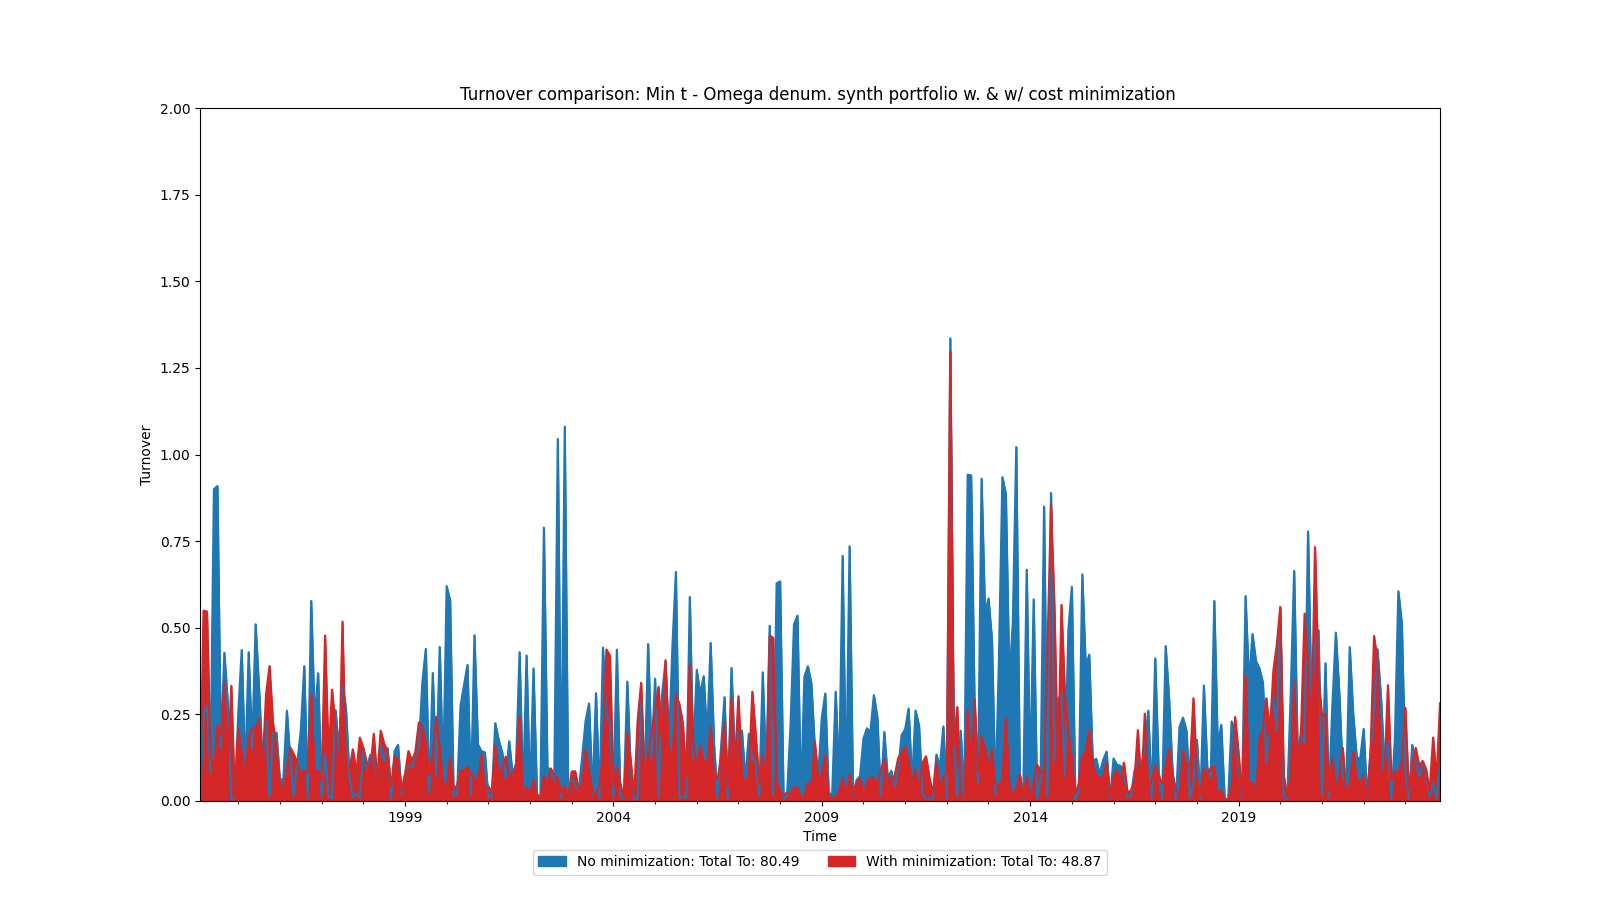 Turnover comparison: Min t - Omega denum. synth portfolio w. & w/ cost minimization
2.00
1.75
1.50
1.25
1.00
0.75
0.50
0.25
0.00
Turnover
1999 2004 2009 2014 2019
Time
No minimization: Total To: 80.49 With minimization: Total To: 48.87